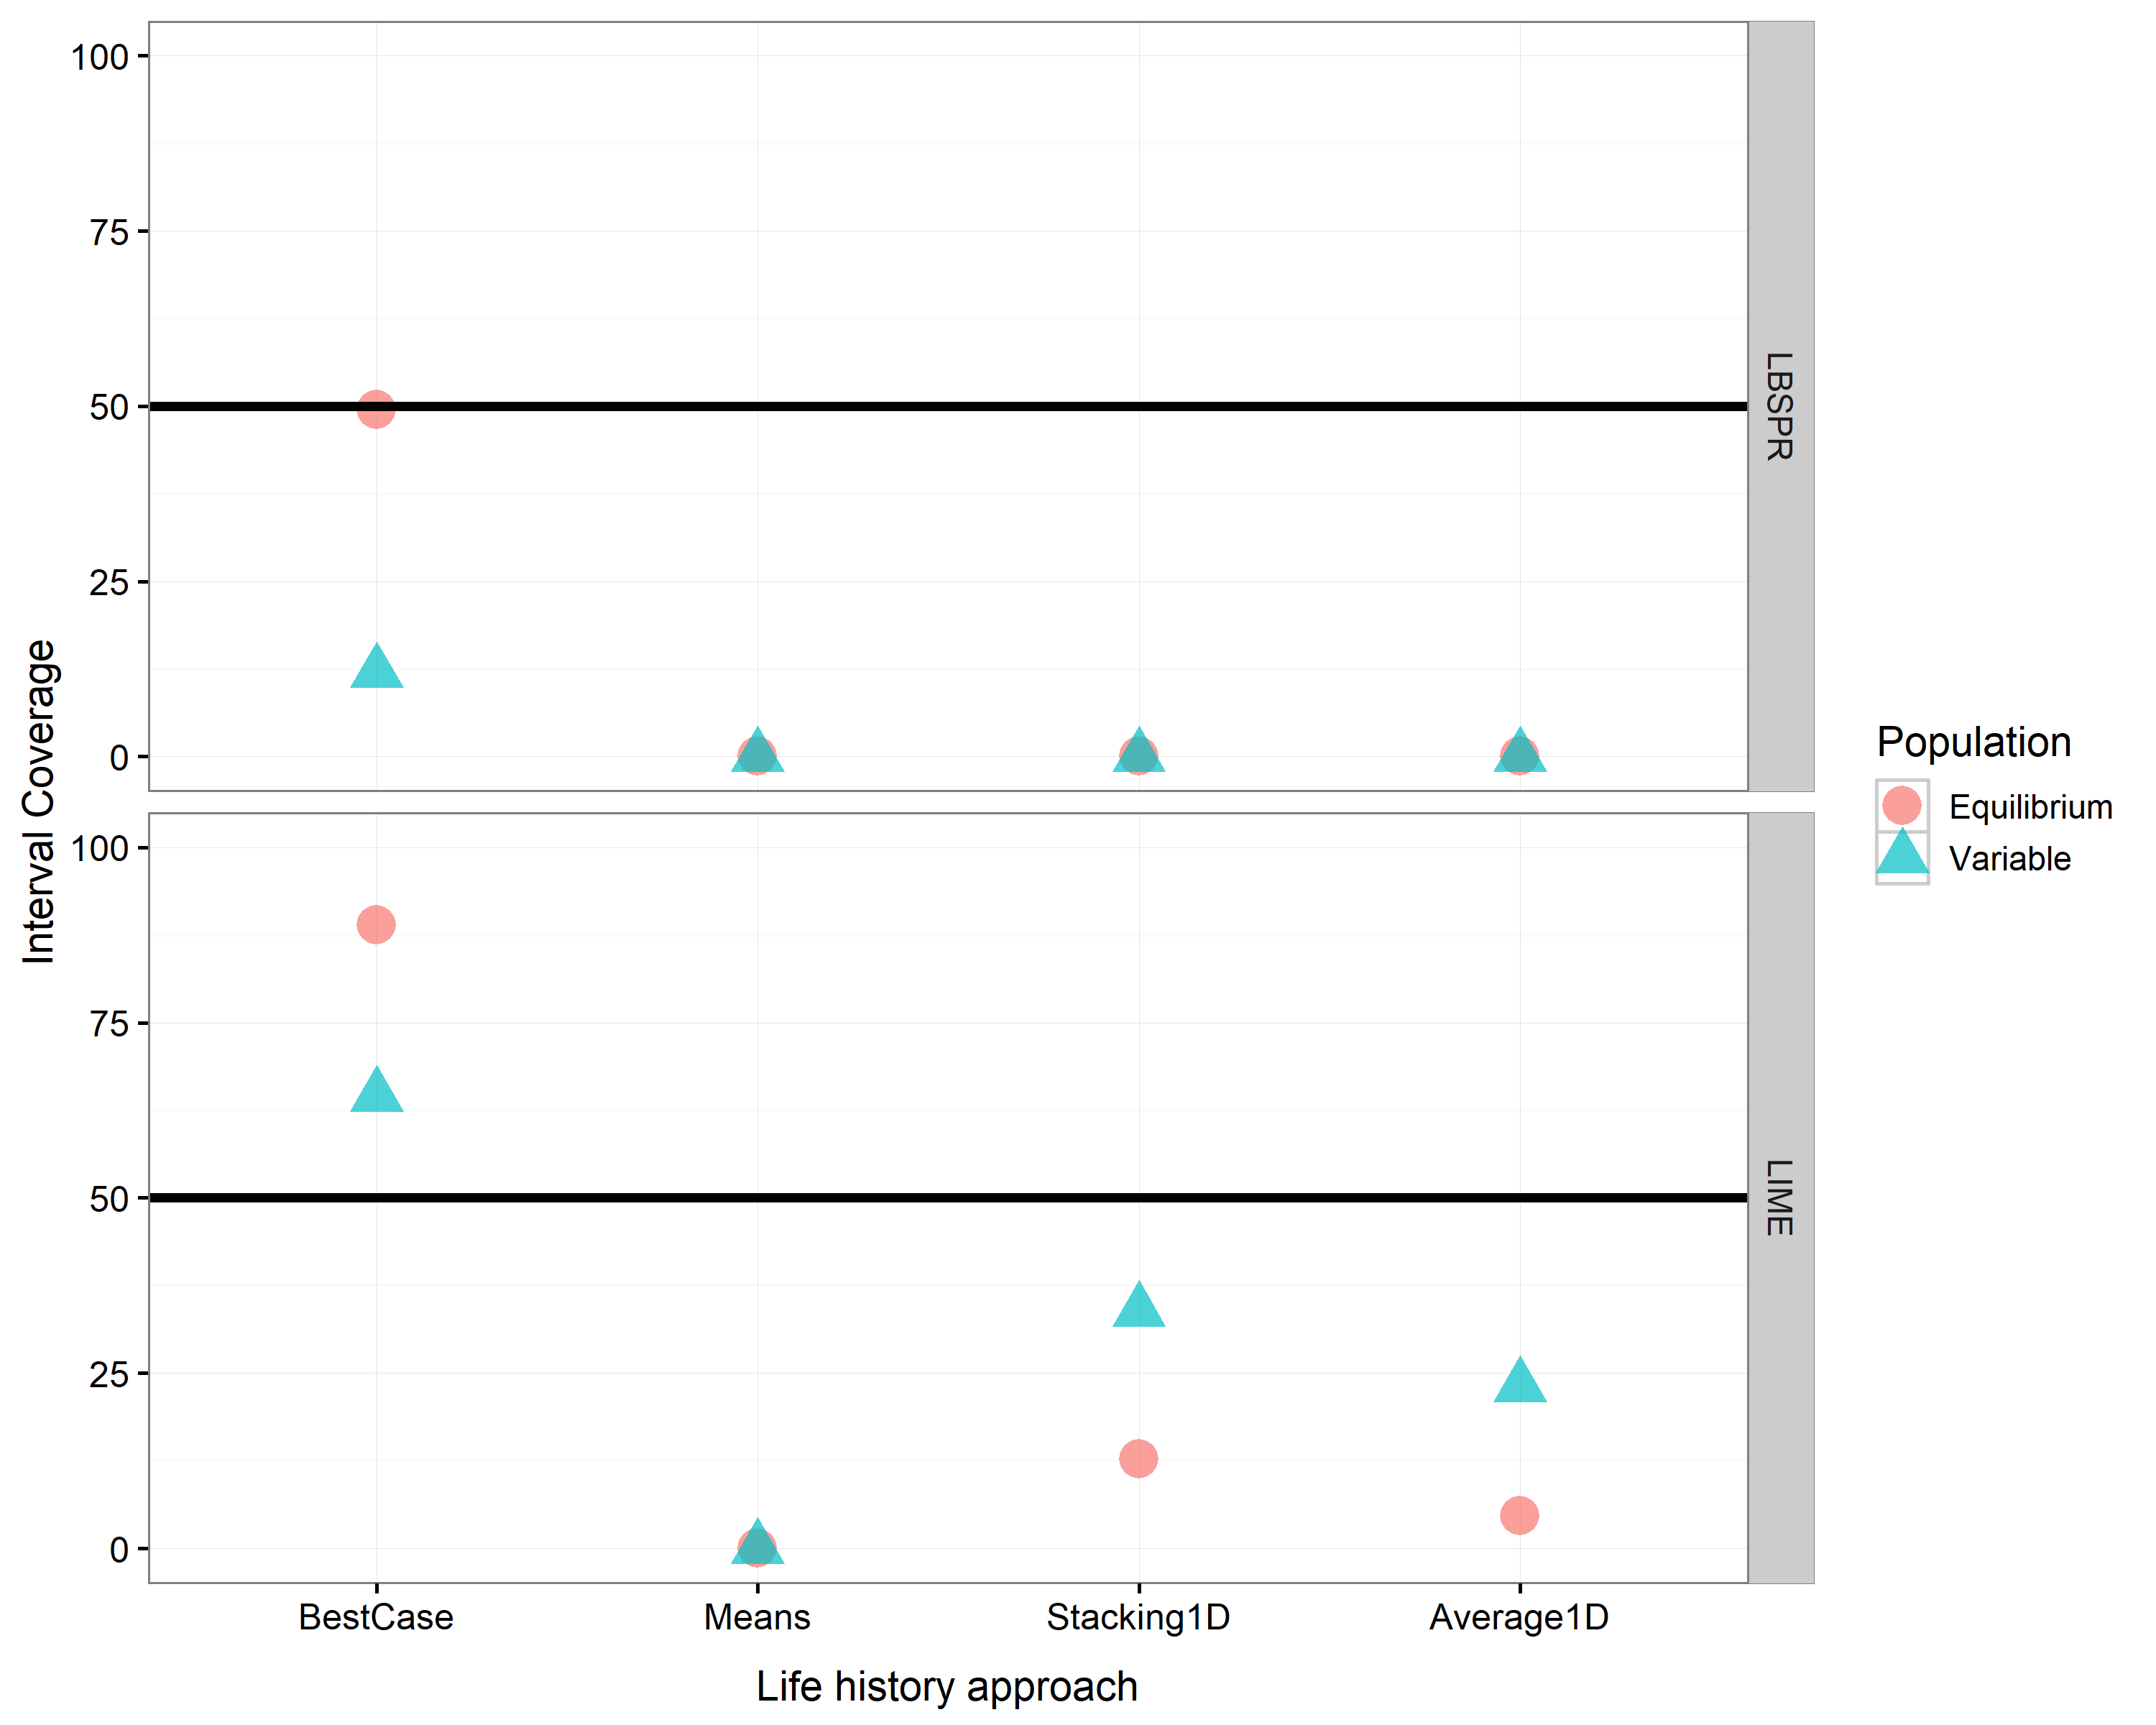 Interval Coverage
100
75
50
25
0
LBSPR
100
75
50
25
0
LIME
BestCase Means Stacking1D Average1D
Life history approach
Population
Equilibrium
Variable